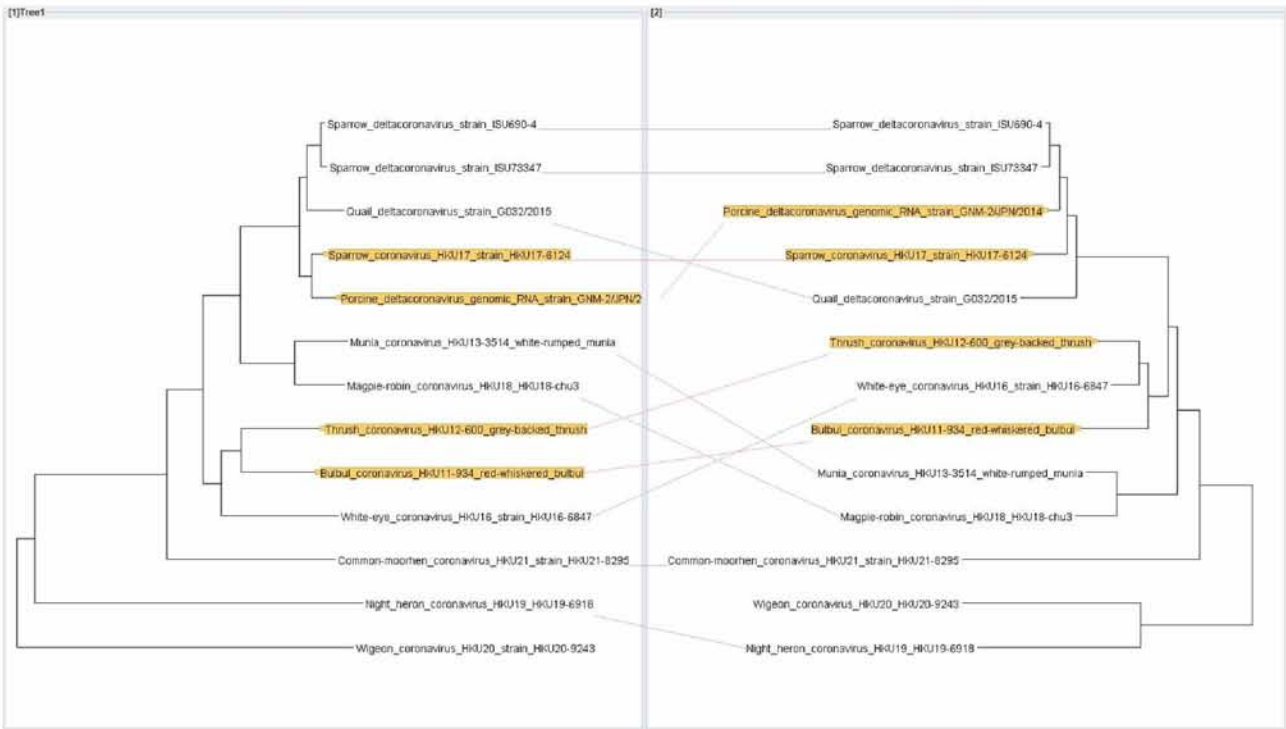 [1]Tree1
Sparrow_deltacoronavirus_strain_ISU690-4
Sparrow_deltacoronavirus_strain_ISU73347
Quail_deltacoronavirus_strain_G032/2015
Sparrow_coronavirus_HKU17_strain_HKU17-6124
Porcine_deltacoronavirus_genomic_RNA_strain_GNM-2/JPN/2
Munia_coronavirus_HKU13-3514_white-rumped_munia
Magpie-robin_coronavirus_HKU18_HKU18-chu3
Thrush_coronavirus_HKU12-600_grey-backed_thrush
Bulbul_coronavirus_HKU11-934_red-whiskered_bulbul
White-eye_coronavirus_HKU16_strain_HKU16-6847
Common-moorhen_coronavirus_HKU21_strain_HKU21-8295
Night_heron_coronavirus_HKU19_HKU19-6918
Wigeon_coronavirus_HKU20_strain_HKU20-9243
[2]
Sparrow_deltacoronavirus_strain_ISU690-4
Sparrow_deltacoronavirus_strain_ISU73347
Porcine_deltacoronavirus_genomic_RNA_strain_GNM-2/JPN/2014
Sparrow_coronavirus_HKU17_strain_HKU17-6124
Quail_deltacoronavirus_strain_G032/2015
Thrush_coronavirus_HKU12-600_grey-backed_thrush
White-eye_coronavirus_HKU16_strain_HKU16-6847
Bulbul_coronavirus_HKU11-934_red-whiskered_bulbul
Munia_coronavirus_HKU13-3514_white-rumped_munia
Magpie-robin_coronavirus_HKU18_HKU18-chu3
Common-moorhen_coronavirus_HKU21_strain_HKU21-8295
Wigeon_coronavirus_HKU20_HKU20-9243
Night_heron_coronavirus_HKU19_HKU19-6918